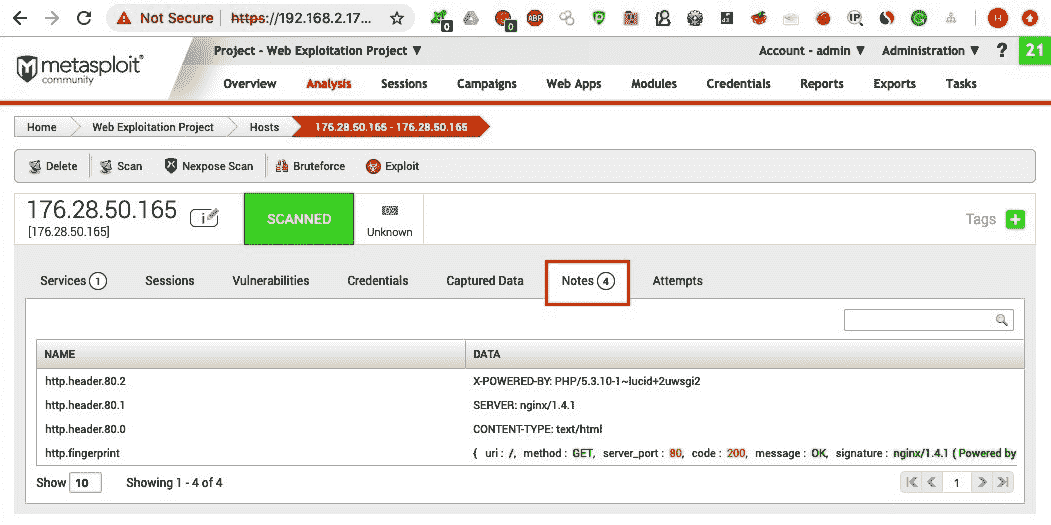 Not Secure https://192.168.2.17...
0 0 ABP IP H
metasploit
community
Project - Web Exploitation Project ▼ Account - admin ▼ Administration ▼ ? 21
Overview Analysis Sessions Campaigns Web Apps Modules Credentials Reports Exports Tasks
Home Web Exploitation Project Hosts 176.28.50.165 - 176.28.50.165
Delete Scan Nexpose Scan Bruteforce Exploit
176.28.50.165
[176.28.50.165]
SCANNED
Unknown
Tags +
Services 1 Sessions Vulnerabilities Credentials Captured Data Notes 4 Attempts
NAME DATA
http.header.80.2 X-POWERED-BY: PHP/5.3.10-1~lucid+2uwsgi2
http.header.80.1 SERVER: nginx/1.4.1
http.header.80.0 CONTENT-TYPE: text/html
http.fingerprint { uri : /, method : GET, server_port : 80, code : 200, message : OK, signature : nginx/1.4.1 ( Powered by
Show 10 Showing 1 - 4 of 4 1